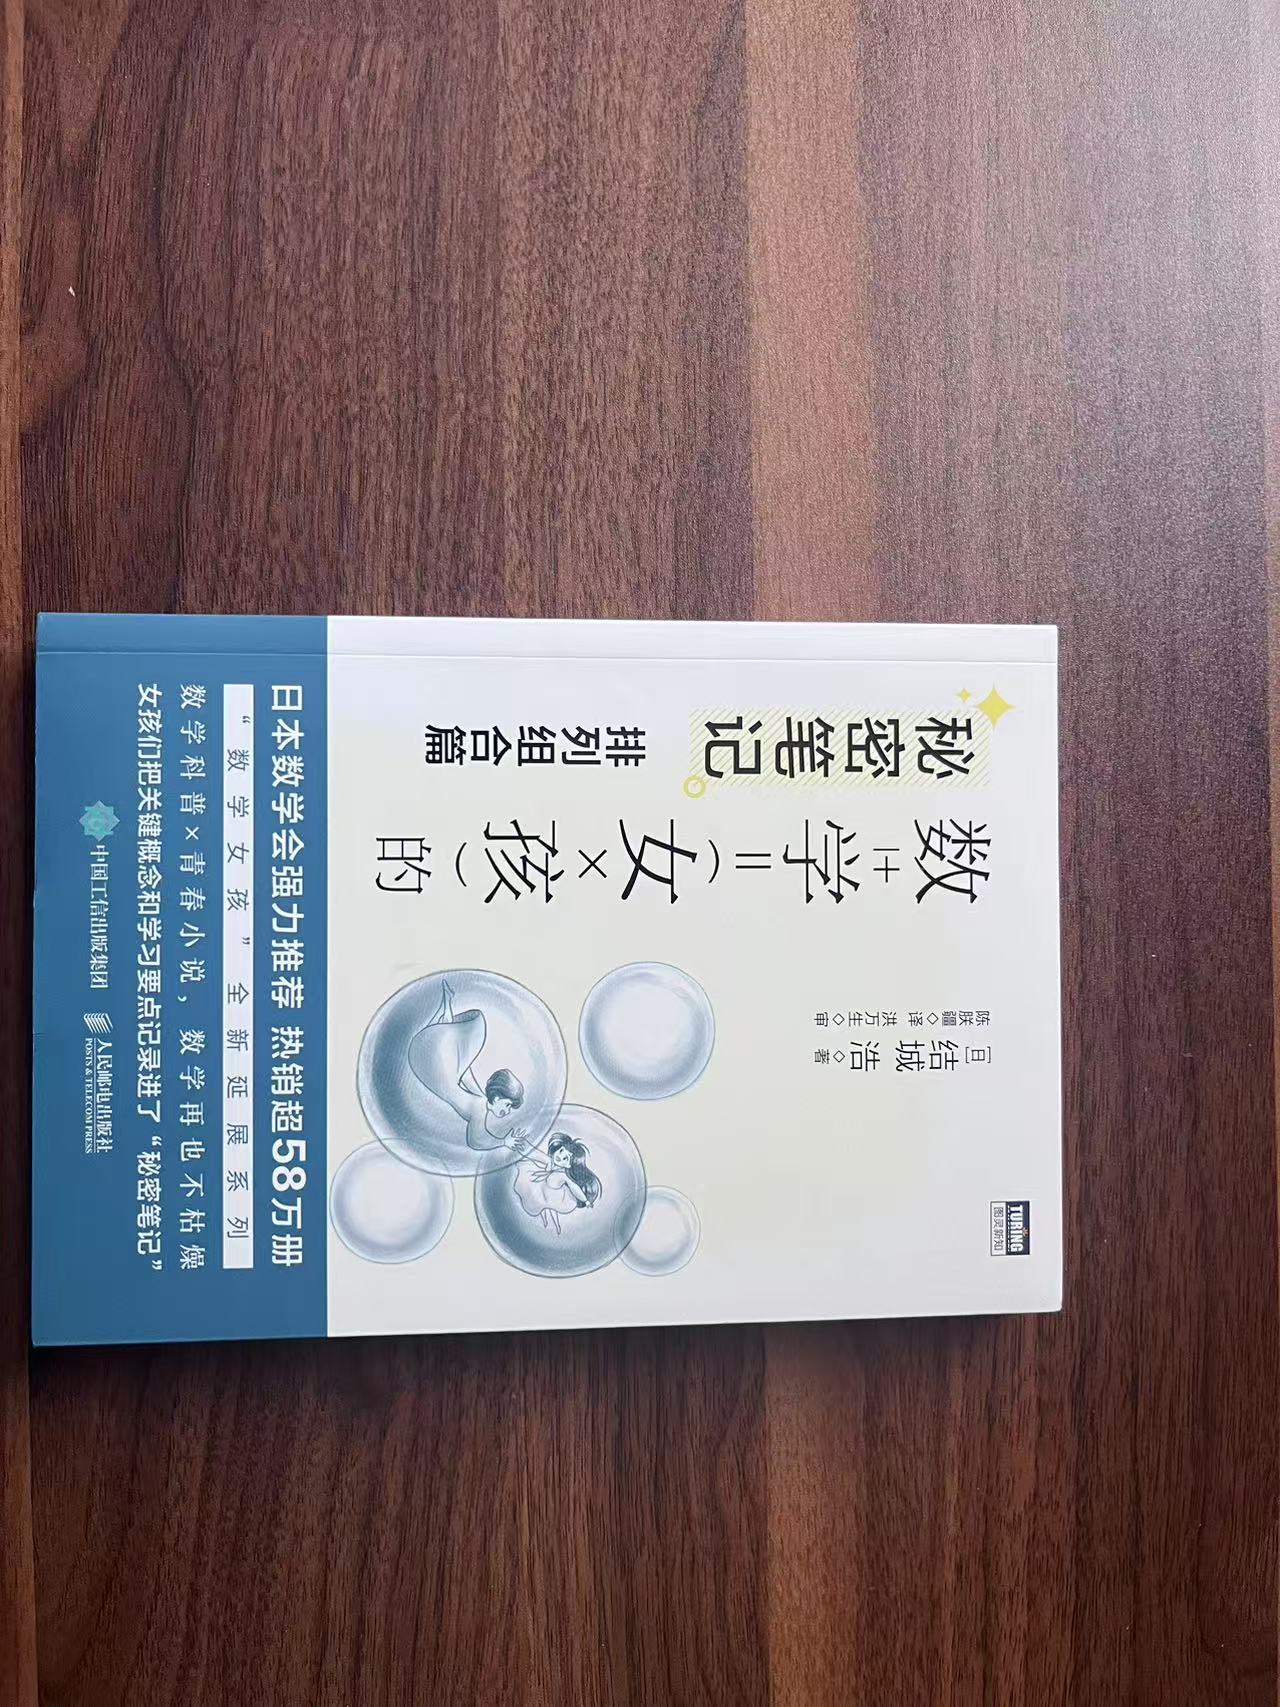 TURING
图灵新知
[日]结城 浩◇著
陈朕疆◇译 洪万生◇审
数+学=(女×孩)的
秘密笔记
排列组合篇
日本数学会强力推荐 热销超58万册
“数学女孩”全新延展系列
数学科普×青春小说，数学再也不枯燥
女孩们把关键概念和学习要点记录进了“秘密笔记”
中国工信出版集团
人民邮电出版社
POSTS & TELECOM PRESS